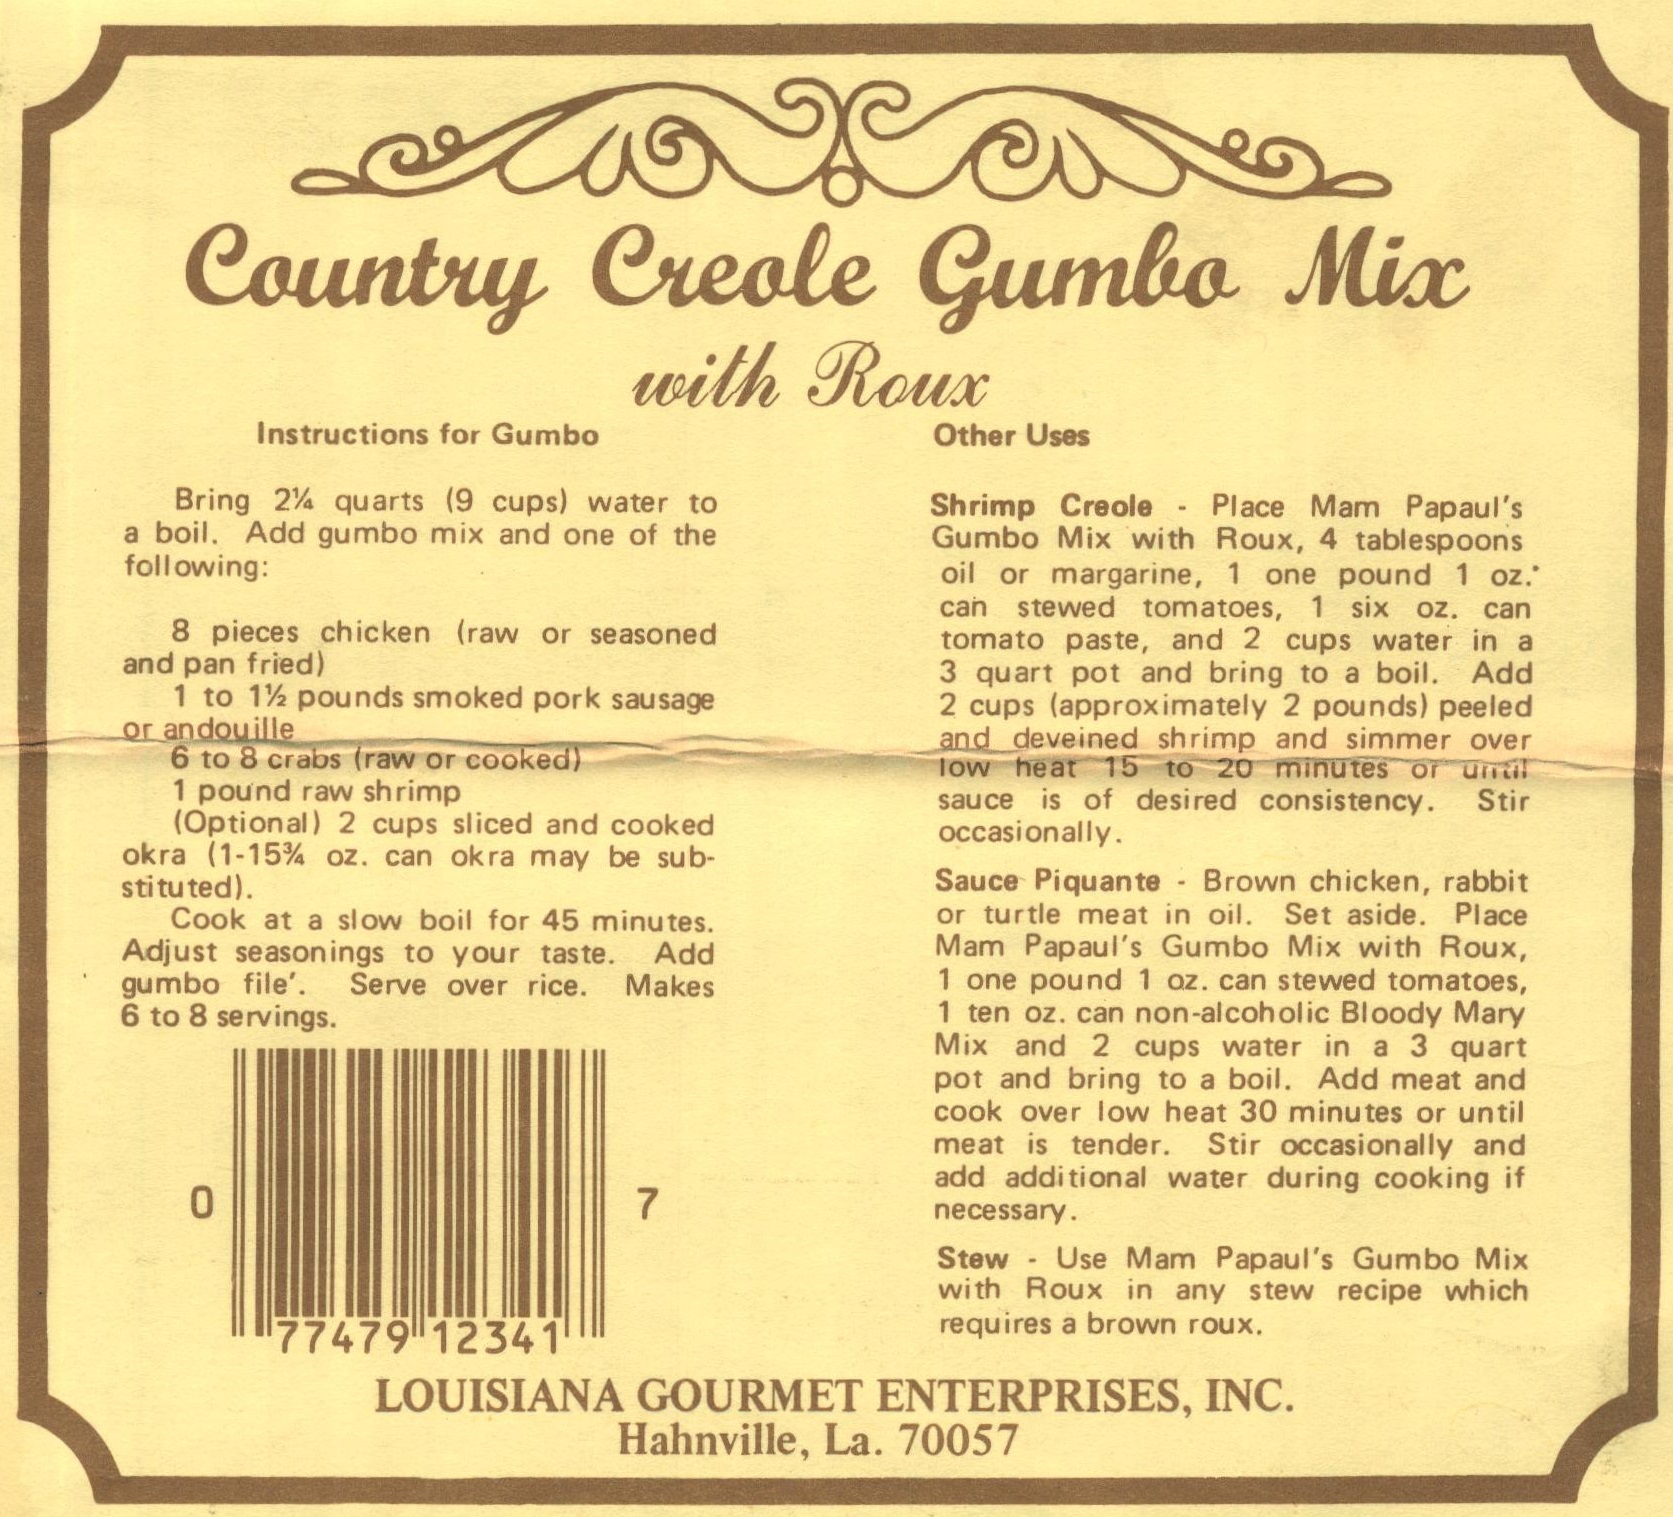 Country Creole Gumbo Mix
with Roux
Instructions for Gumbo
Bring 2¼ quarts (9 cups) water to
a boil. Add gumbo mix and one of the
following:
8 pieces chicken (raw or seasoned
and pan fried)
1 to 1½ pounds smoked pork sausage
or andouille
6 to 8 crabs (raw or cooked)
1 pound raw shrimp
(Optional) 2 cups sliced and cooked
okra (1-15¾ oz. can okra may be sub-
stituted).
Cook at a slow boil for 45 minutes.
Adjust seasonings to your taste. Add
gumbo file'. Serve over rice. Makes
6 to 8 servings.
0 77479 12341 7
Other Uses
Shrimp Creole - Place Mam Papaul's
Gumbo Mix with Roux, 4 tablespoons
oil or margarine, 1 one pound 1 oz.
can stewed tomatoes, 1 six oz. can
tomato paste, and 2 cups water in a
3 quart pot and bring to a boil. Add
2 cups (approximately 2 pounds) peeled
and deveined shrimp and simmer over
low heat 15 to 20 minutes or until
sauce is of desired consistency. Stir
occasionally.
Sauce Piquante - Brown chicken, rabbit
or turtle meat in oil. Set aside. Place
Mam Papaul's Gumbo Mix with Roux,
1 one pound 1 oz. can stewed tomatoes,
1 ten oz. can non-alcoholic Bloody Mary
Mix and 2 cups water in a 3 quart
pot and bring to a boil. Add meat and
cook over low heat 30 minutes or until
meat is tender. Stir occasionally and
add additional water during cooking if
necessary.
Stew - Use Mam Papaul's Gumbo Mix
with Roux in any stew recipe which
requires a brown roux.
LOUISIANA GOURMET ENTERPRISES, INC.
Hahnville, La. 70057